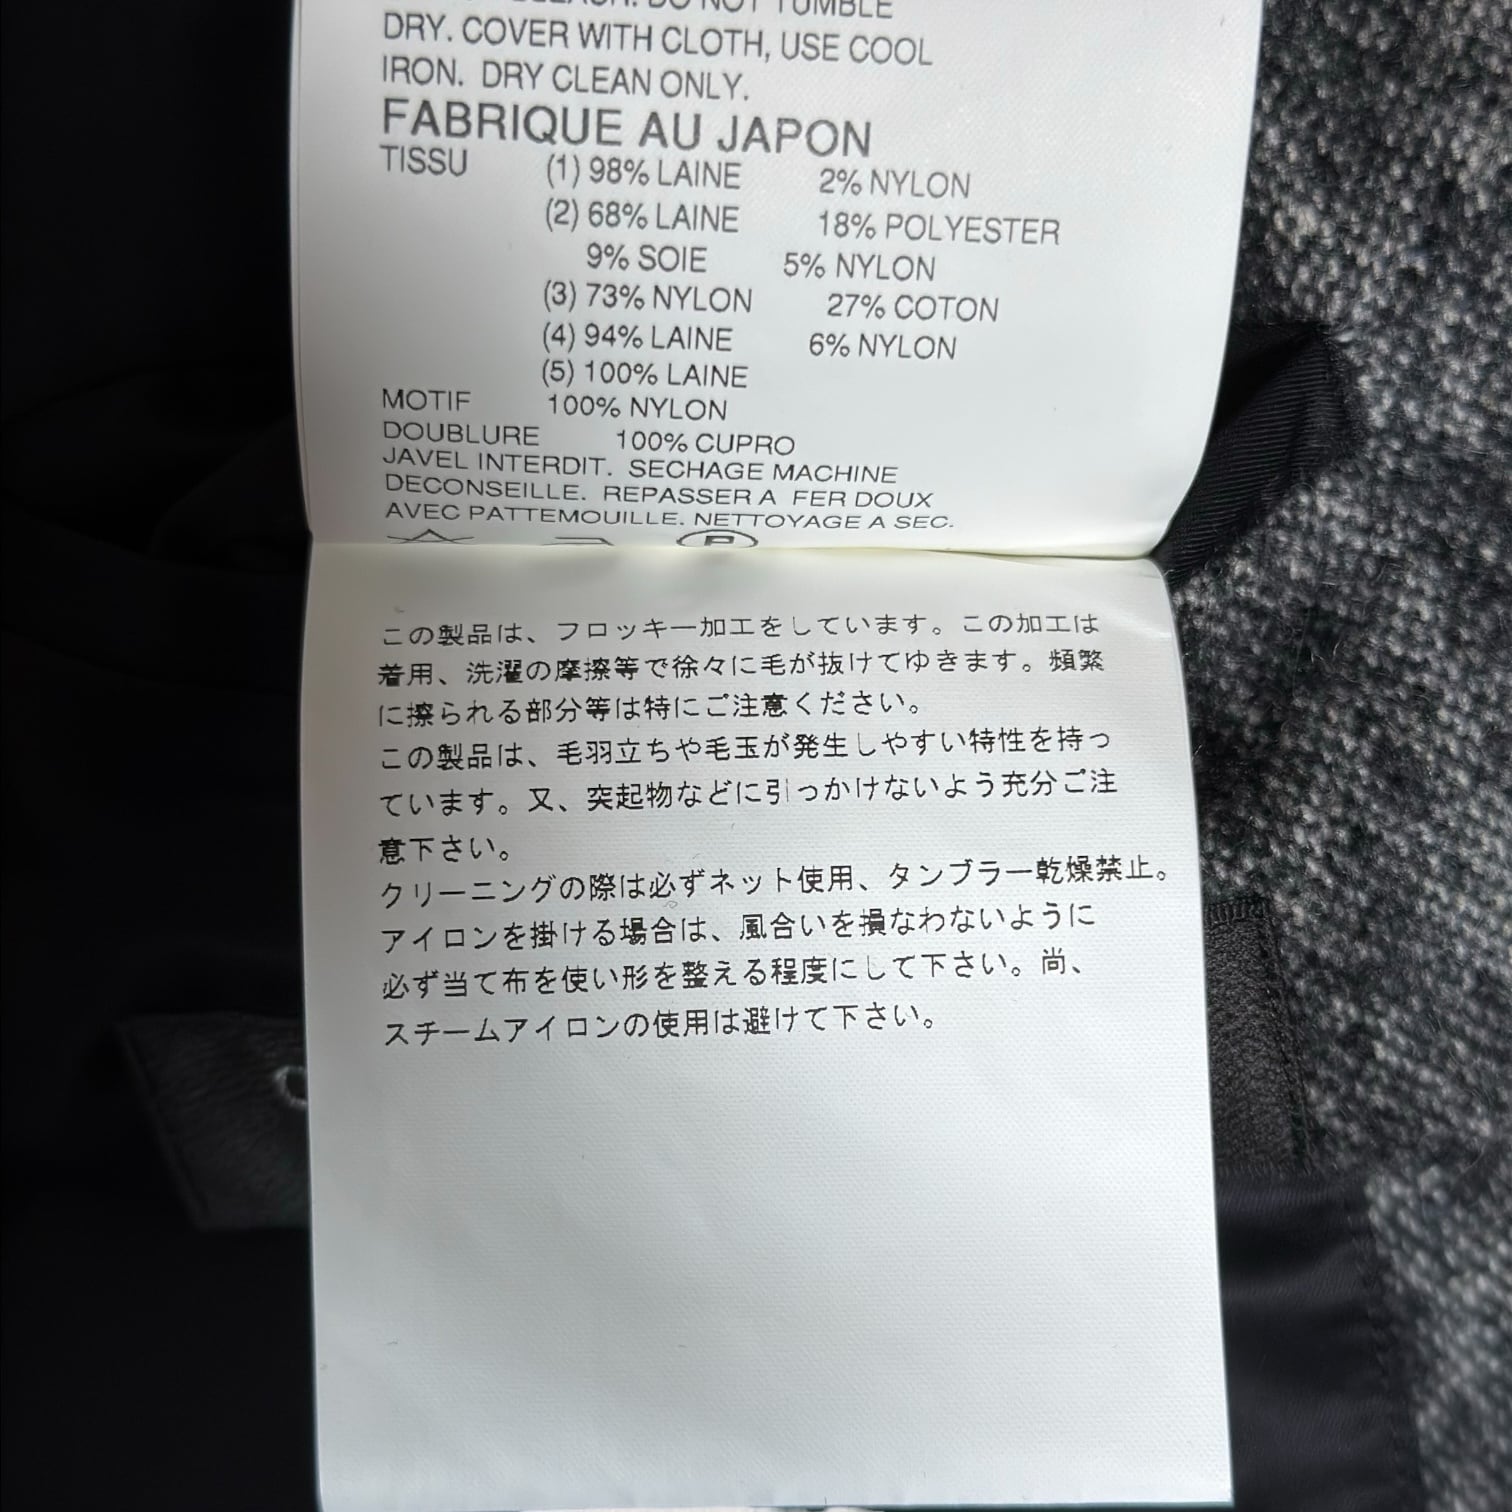 DO NOT TUMBLE
DRY. COVER WITH CLOTH, USE COOL
IRON. DRY CLEAN ONLY.
FABRIQUE AU JAPON
TISSU (1) 98% LAINE 2% NYLON
(2) 68% LAINE 18% POLYESTER
9% SOIE 5% NYLON
(3) 73% NYLON 27% COTON
(4) 94% LAINE 6% NYLON
(5) 100% LAINE
MOTIF 100% NYLON
DOUBLURE 100% CUPRO
JAVEL INTERDIT. SECHAGE MACHINE
DECONSEILLE. REPASSER A FER DOUX
AVEC PATTEMOUILLE. NETTOYAGE A SEC.
P
この製品は、フロッキー加工をしています。この加工は
着用、洗濯の摩擦等で徐々に毛が抜けてゆきます。頻繁
に擦られる部分等は特にご注意ください。
この製品は、毛羽立ちや毛玉が発生しやすい特性を持っ
ています。又、突起物などに引っかけないよう充分ご注
意下さい。
クリーニングの際は必ずネット使用、タンブラー乾燥禁止。
アイロンを掛ける場合は、風合いを損なわないように
必ず当て布を使い形を整える程度にして下さい。尚、
スチームアイロンの使用は避けて下さい。